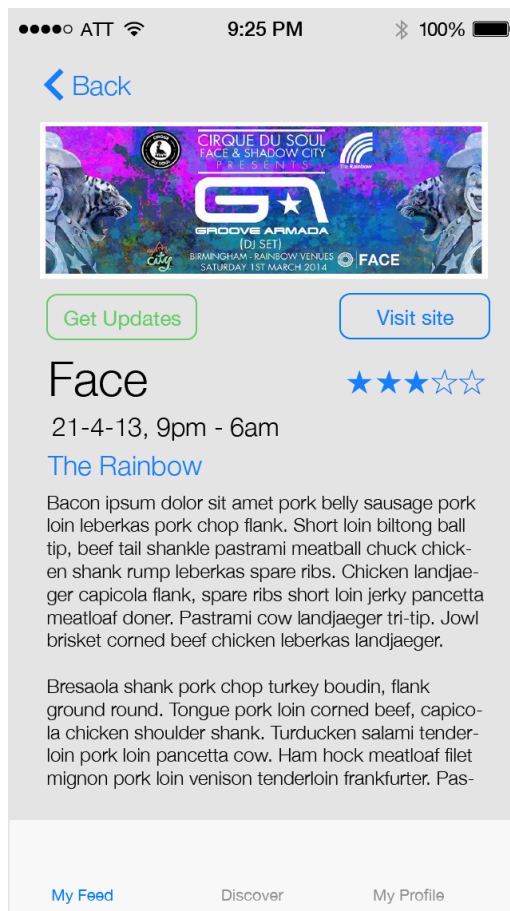 ATT 9:25 PM 100%
Back
CIRQUE DU SOUL
FACE & SHADOW CITY
PRESENTS
The Rainbow
GA
GROOVE ARMADA
(DJ SET)
BIRMINGHAM - RAINBOW VENUES
SATURDAY 1ST MARCH 2014
city
FACE
Get Updates Visit site
Face
21-4-13, 9pm - 6am
The Rainbow
Bacon ipsum dolor sit amet pork belly sausage pork
loin leberkas pork chop flank. Short loin biltong ball
tip, beef tail shankle pastrami meatball chuck chick-
en shank rump leberkas spare ribs. Chicken landjae-
ger capicola flank, spare ribs short loin jerky pancetta
meatloaf doner. Pastrami cow landjaeger tri-tip. Jowl
brisket corned beef chicken leberkas landjaeger.
Bresaola shank pork chop turkey boudin, flank
ground round. Tongue pork loin corned beef, capico-
la chicken shoulder shank. Turducken salami tender-
loin pork loin pancetta cow. Ham hock meatloaf filet
mignon pork loin venison tenderloin frankfurter. Pas-
My Feed Discover My Profile